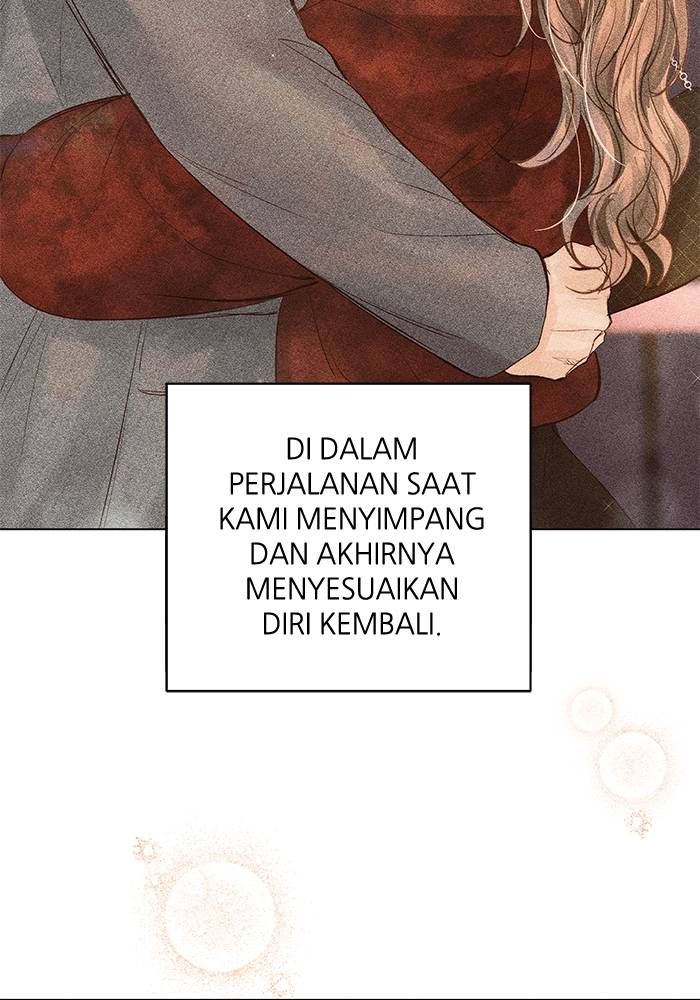 DI DALAM
PERJALANAN SAAT
KAMI MENYIMPANG
DAN AKHIRNYA
MENYESUAIKAN
DIRI KEMBALI.